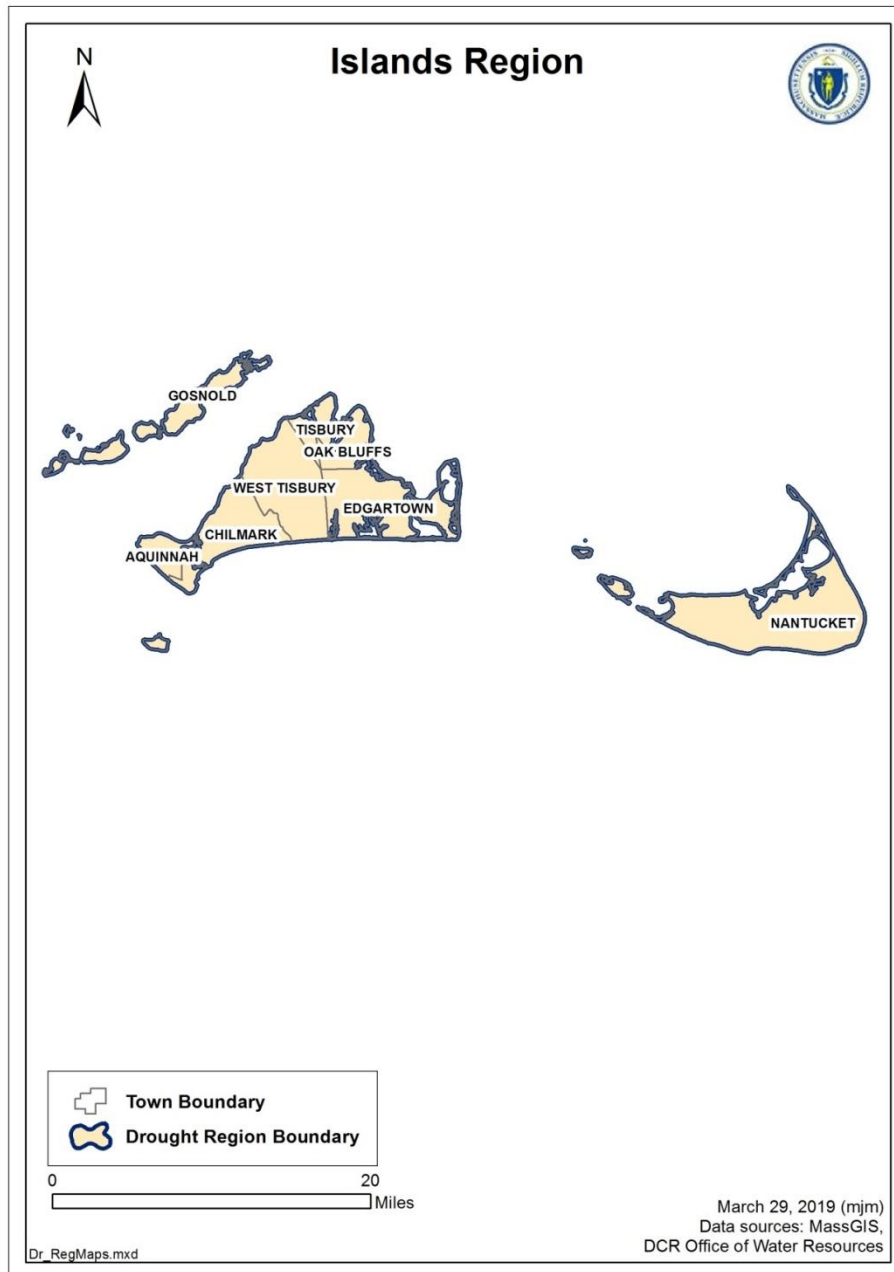 Islands Region
N
GOSNOLD
TISBURY
OAK BLUFFS
WEST TISBURY
EDGARTOWN
CHILMARK
AQUINNAH
NANTUCKET
Town Boundary
Drought Region Boundary
0 20
Miles
March 29, 2019 (mjm)
Data sources: MassGIS,
DCR Office of Water Resources
Dr_RegMaps.mxd